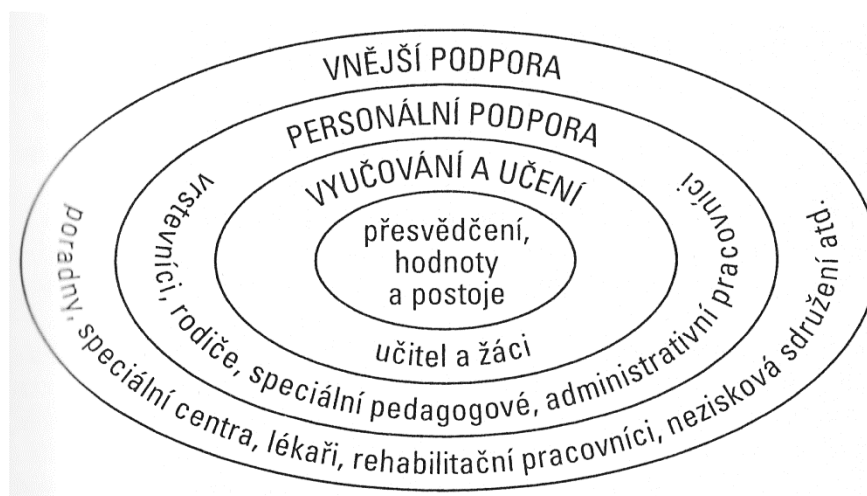 VNĚJŠÍ PODPORA
PERSONÁLNÍ PODPORA
VYUČOVÁNÍ A UČENÍ
přesvědčení,
hodnoty
a postoje
učitel a žáci
vrstevníci, rodiče, speciální pedagogové, administrativní pracovníci
poradny, speciální centra, lékaři, rehabilitační pracovníci, nezisková sdružení atd.